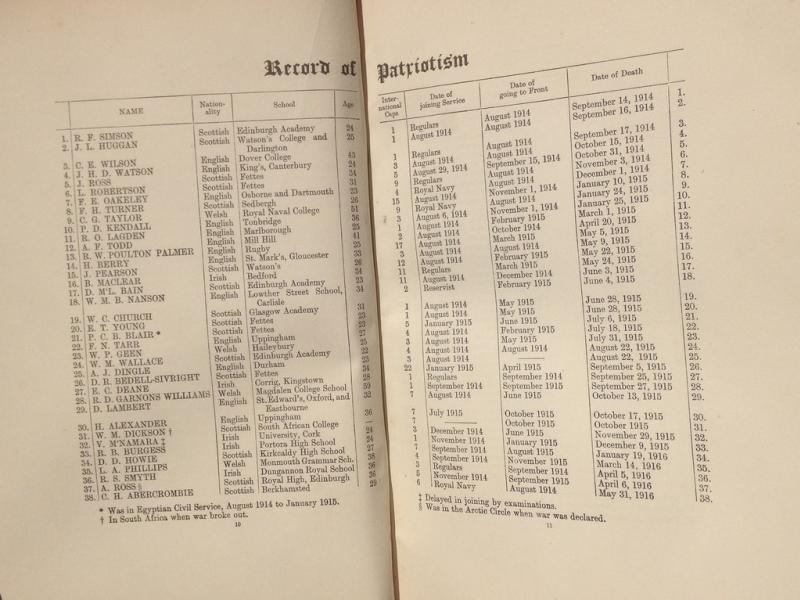 Record of Patriotism
NAME Nationality School Age
1. R. F. SIMSON Scottish Edinburgh Academy 24
2. J. L. HUGGAN Scottish Watson's College and 25
Darlington
3. C. E. WILSON English Dover College 43
4. J. H. D. WATSON English King's, Canterbury 24
5. J. ROSS Scottish Fettes 34
6. L. ROBERTSON Scottish Fettes 31
7. F. E. OAKELEY English Osborne and Dartmouth 23
8. F. H. TURNER Scottish Sedbergh 26
9. C. G. TAYLOR Welsh Royal Naval College 51
10. P. D. KENDALL English Tonbridge 36
11. R. O. LAGDEN English Marlborough 25
12. A. F. TODD English Mill Hill 41
13. R. W. POULTON PALMER English Rugby 25
14. H. BERRY English St. Mark's, Gloucester 33
15. J. PEARSON Scottish Watson's 26
16. B. MACLEAR Irish Bedford 34
17. D. M'L. BAIN Scottish Edinburgh Academy 23
18. W. M. B. NANSON English Lowther Street School, 34
Carlisle
19. W. C. CHURCH Scottish Glasgow Academy 31
20. E. T. YOUNG Scottish Fettes 23
21. P. C. B. BLAIR * Scottish Fettes 23
22. F. N. TARR English Uppingham 27
23. W. P. GEEN Welsh Haileybury 25
24. W. M. WALLACE Scottish Edinburgh Academy 22
25. A. J. DINGLE English Durham 23
26. D. R. BEDELL-SIVRIGHT Scottish Fettes 34
27. E. C. DEANE Irish Corrig, Kingstown 28
28. R. D. GARNONS WILLIAMS Welsh Magdalen College School 59
29. D. LAMBERT English St. Edward's, Oxford, and 32
Eastbourne
30. H. ALEXANDER English Uppingham 36
31. W. M. DICKSON † Scottish South African College —
32. V. M'NAMARA ‡ Irish University, Cork 24
33. R. B. BURGESS Irish Portora High School 24
34. D. D. HOWIE Scottish Kirkcaldy High School 27
35. L. A. PHILLIPS Welsh Monmouth Grammar Sch. 38
36. R. S. SMYTH Irish Dungannon Royal School 36
37. A. ROSS § Scottish Royal High, Edinburgh 36
38. C. H. ABERCROMBIE Scottish Berkhamsted 29
* Was in Egyptian Civil Service, August 1914 to January 1915.
† In South Africa when war broke out.
10
International Caps Date of joining Service Date of going to Front Date of Death
1 Regulars August 1914 September 14, 1914 1.
1 August 1914 August 1914 September 16, 1914 2.
1 Regulars August 1914 September 17, 1914 3.
3 August 1914 August 1914 October 15, 1914 4.
5 August 29, 1914 September 15, 1914 October 31, 1914 5.
9 Regulars August 1914 November 3, 1914 6.
4 Royal Navy August 1914 December 1, 1914 7.
15 August 1914 November 1, 1914 January 10, 1915 8.
9 Royal Navy August 1914 January 24, 1915 9.
3 August 6, 1914 November 1, 1914 January 25, 1915 10.
1 August 1914 February 1915 March 1, 1915 11.
2 August 1914 October 1914 April 20, 1915 12.
17 August 1914 March 1915 May 5, 1915 13.
3 August 1914 August 1914 May 9, 1915 14.
12 August 1914 February 1915 May 22, 1915 15.
11 Regulars March 1915 May 24, 1915 16.
11 August 1914 December 1914 June 3, 1915 17.
2 Reservist February 1915 June 4, 1915 18.
1 August 1914 May 1915 June 28, 1915 19.
1 August 1914 May 1915 June 28, 1915 20.
5 January 1915 June 1915 July 6, 1915 21.
4 August 1914 February 1915 July 18, 1915 22.
3 August 1914 May 1915 July 31, 1915 23.
4 August 1914 August 1914 August 22, 1915 24.
3 August 1914 — August 22, 1915 25.
22 January 1915 April 1915 September 5, 1915 26.
1 Regulars September 1914 September 25, 1915 27.
1 September 1914 September 1915 September 27, 1915 28.
7 August 1914 June 1915 October 13, 1915 29.
7 July 1915 October 1915 October 17, 1915 30.
7 — October 1915 October 1915 31.
3 December 1914 June 1915 November 29, 1915 32.
1 November 1914 January 1915 December 9, 1915 33.
7 September 1914 August 1915 January 19, 1916 34.
4 September 1914 November 1915 March 14, 1916 35.
3 Regulars September 1914 April 5, 1916 36.
5 November 1914 September 1915 April 6, 1916 37.
6 Royal Navy August 1914 May 31, 1916 38.
‡ Delayed in joining by examinations.
§ Was in the Arctic Circle when war was declared.
11